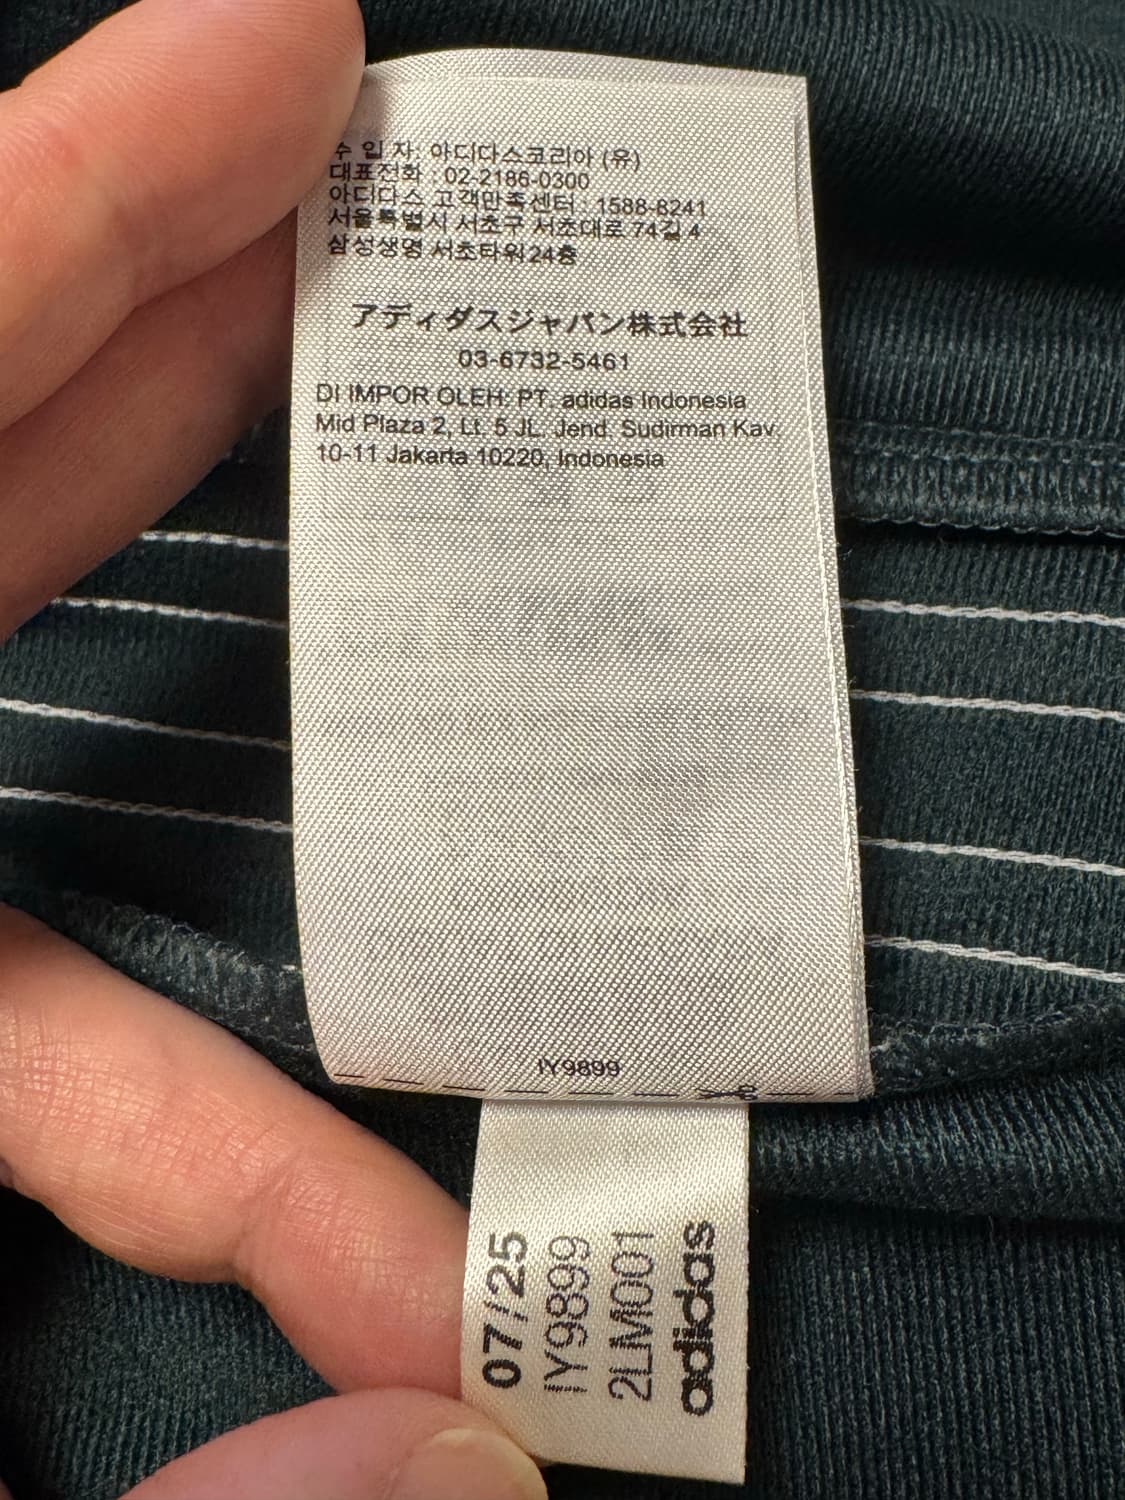 수 입 자: 아디다스코리아 (유)
대표전화 : 02-2186-0300
아디다스 고객만족센터 : 1588-8241
서울특별시 서초구 서초대로 74길 4
삼성생명 서초타워24층
アディダスジャパン株式会社
03-6732-5461
DI IMPOR OLEH: PT. adidas Indonesia
Mid Plaza 2, Lt. 5 JL. Jend. Sudirman Kav.
10-11 Jakarta 10220, Indonesia
IY9899
07/25
IY9899
2LM001
adidas